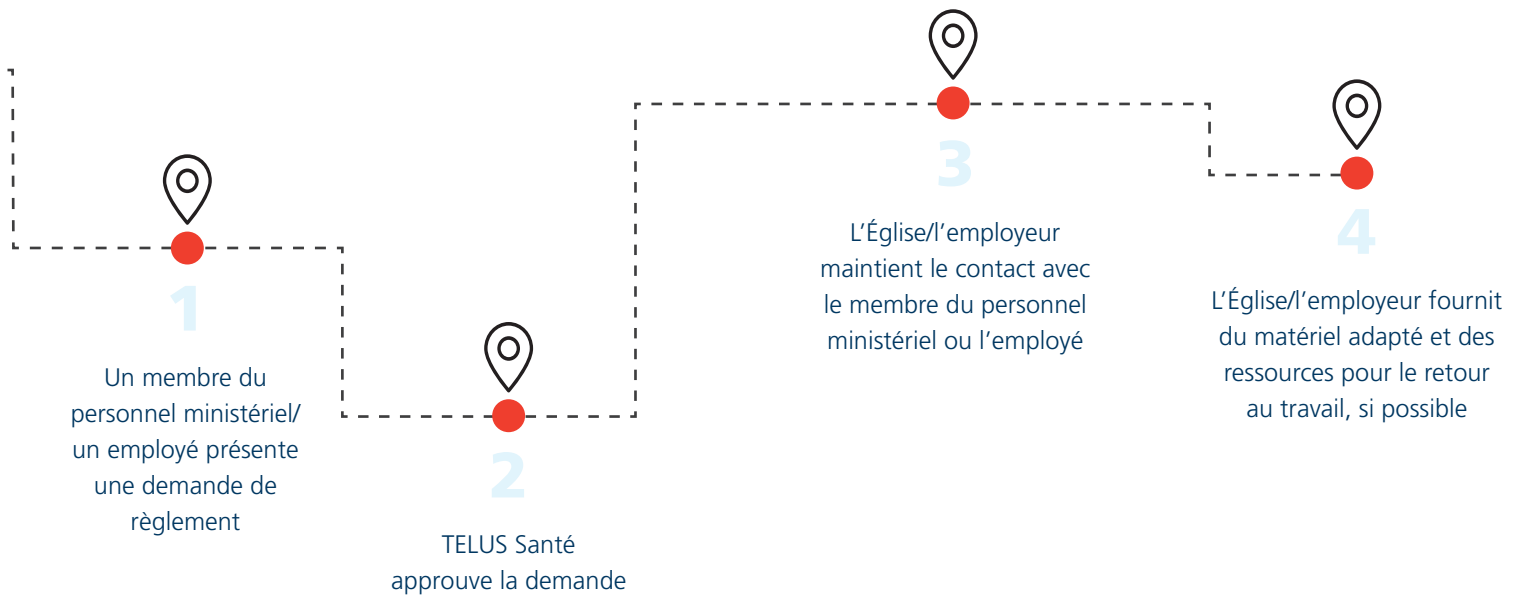 1
Un membre du
personnel ministériel/
un employé présente
une demande de
règlement
2
TELUS Santé
approuve la demande
3
L’Église/l’employeur
maintient le contact avec
le membre du personnel
ministériel ou l’employé
4
L’Église/l’employeur fournit
du matériel adapté et des
ressources pour le retour
au travail, si possible